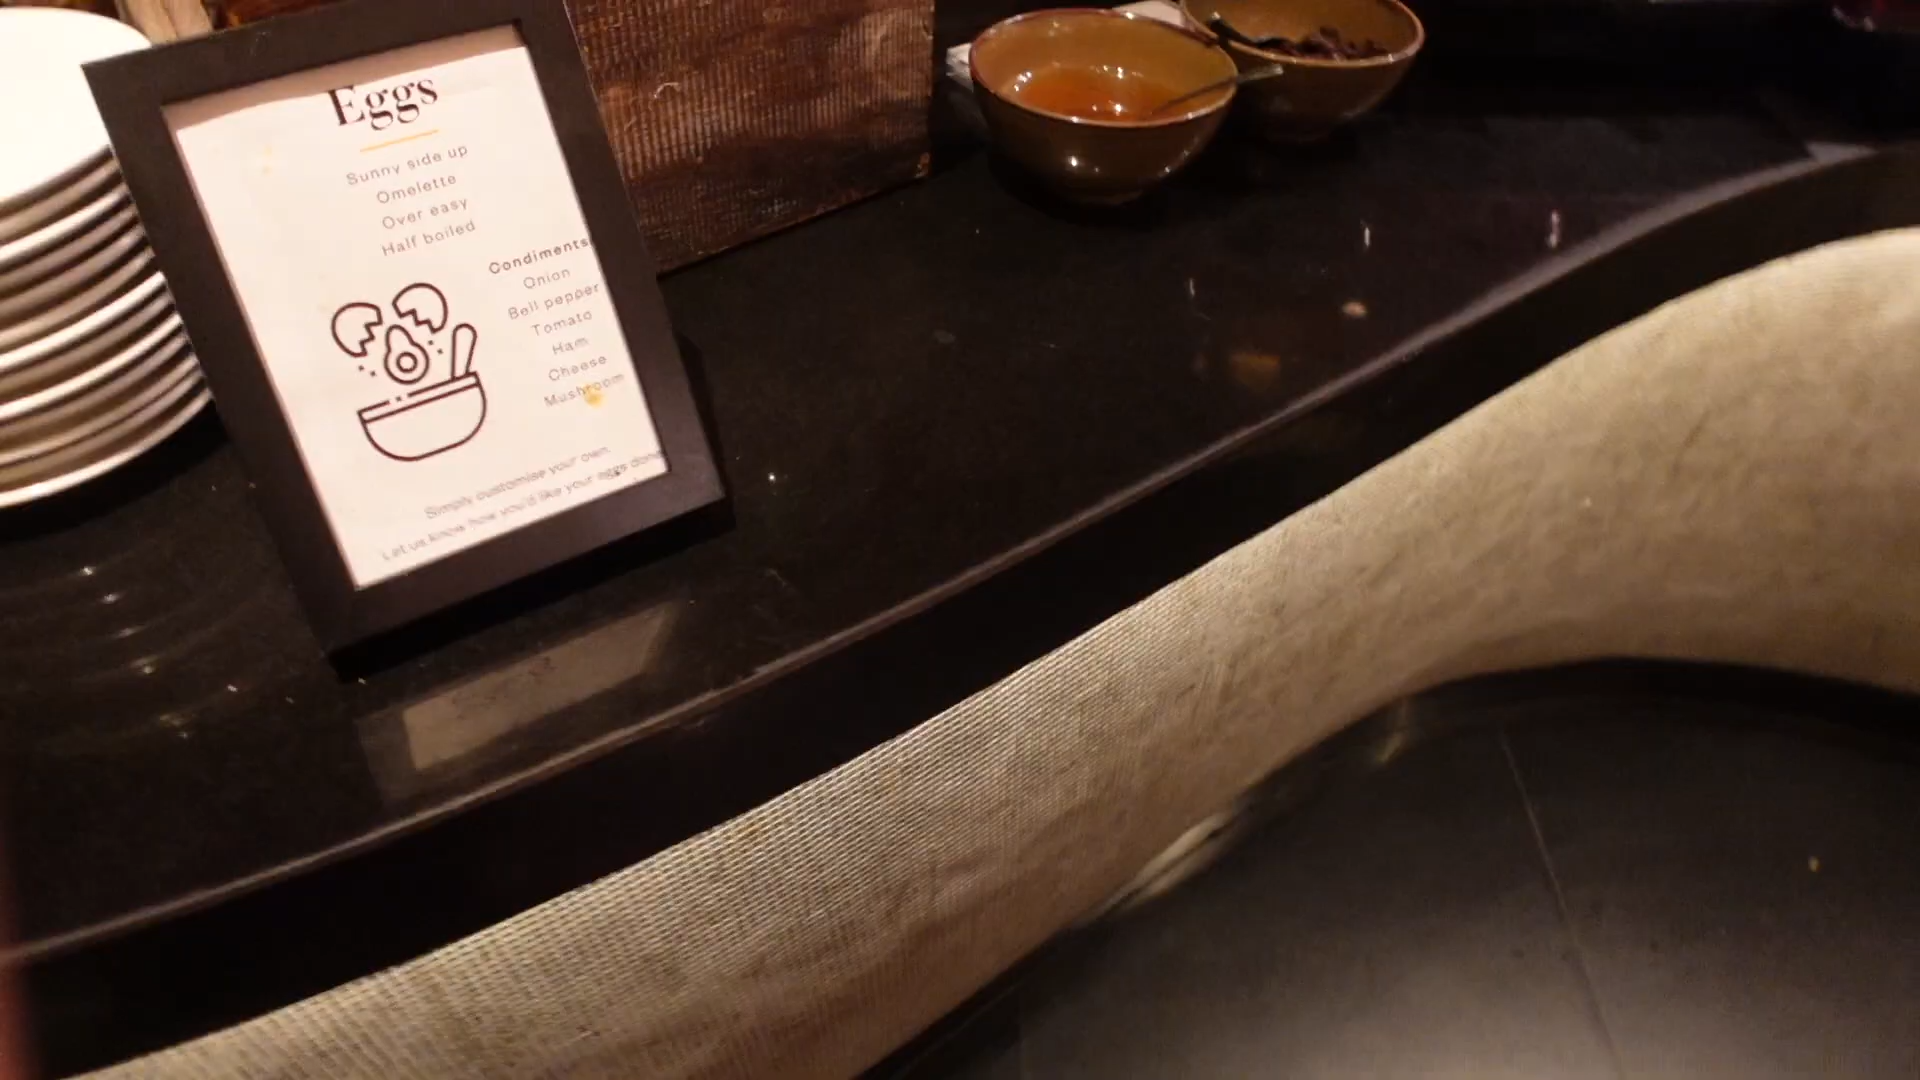 Eggs
Sunny side up
Omelette
Over easy
Half boiled
Condiments
Onion
Bell pepper
Tomato
Ham
Cheese
Mushroom
Simply customise your own.
Let us know how you'd like your eggs done